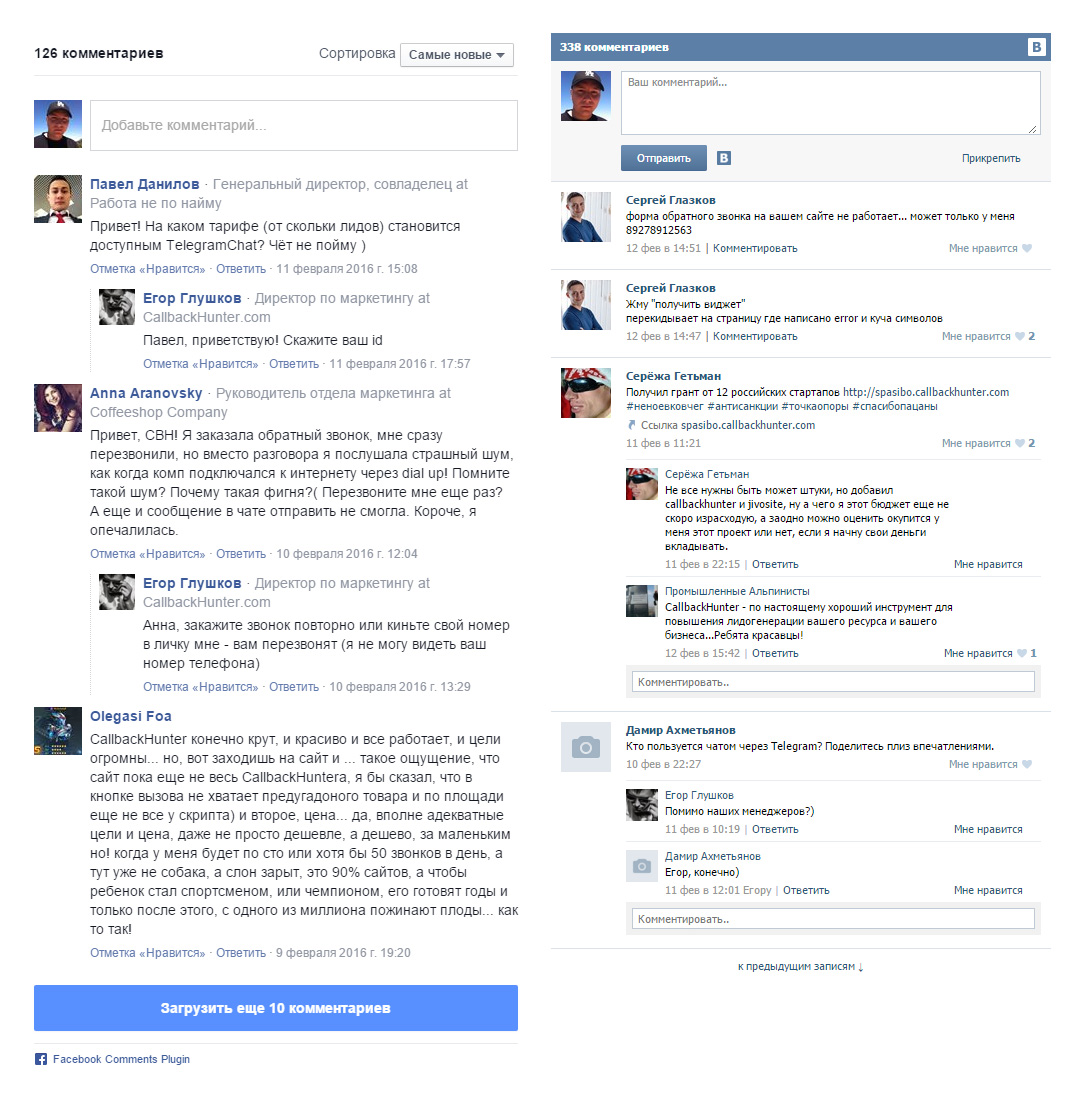 126 комментариев
Сортировка Самые новые
Добавьте комментарий...
Павел Данилов · Генеральный директор, совладелец at
Работа не по найму
Привет! На каком тарифе (от скольки лидов) становится
доступным TelegramChat? Чёт не пойму )
Отметка «Нравится» · Ответить · 11 февраля 2016 г. 15:08
Егор Глушков · Директор по маркетингу at
CallbackHunter.com
Павел, приветствую! Скажите ваш id
Отметка «Нравится» · Ответить · 11 февраля 2016 г. 17:57
Anna Aranovsky · Руководитель отдела маркетинга at
Coffeeshop Company
Привет, CBH! Я заказала обратный звонок, мне сразу
перезвонили, но вместо разговора я послушала страшный шум,
как когда комп подключался к интернету через dial up! Помните
такой шум? Почему такая фигня?( Перезвоните мне еще раз?
А еще и сообщение в чате отправить не смогла. Короче, я
опечалилась.
Отметка «Нравится» · Ответить · 10 февраля 2016 г. 12:04
Егор Глушков · Директор по маркетингу at
CallbackHunter.com
Анна, закажите звонок повторно или киньте свой номер
в личку мне - вам перезвонят (я не могу видеть ваш
номер телефона)
Отметка «Нравится» · Ответить · 10 февраля 2016 г. 13:29
Olegasi Foa
CallbackHunter конечно крут, и красиво и все работает, и цели
огромны... но, вот заходишь на сайт и ... такое ощущение, что
сайт пока еще не весь CallbackHuntera, я бы сказал, что в
кнопке вызова не хватает предугадоного товара и по площади
еще не все у скрипта) и второе, цена... да, вполне адекватные
цели и цена, даже не просто дешевле, а дешево, за маленьким
но! когда у меня будет по сто или хотя бы 50 звонков в день, а
тут уже не собака, а слон зарыт, это 90% сайтов, а чтобы
ребенок стал спортсменом, или чемпионом, его готовят годы и
только после этого, с одного из миллиона пожинают плоды... как
то так!
Отметка «Нравится» · Ответить · 9 февраля 2016 г. 19:20
Загрузить еще 10 комментариев
Facebook Comments Plugin
338 комментариев
В
Ваш комментарий...
Отправить В Прикрепить
Сергей Глазков
форма обратного звонка на вашем сайте не работает... может только у меня
89278912563
12 фев в 14:51 | Комментировать Мне нравится
Сергей Глазков
Жму "получить виджет"
перекидывает на страницу где написано error и куча символов
12 фев в 14:47 | Комментировать Мне нравится 2
Серёжа Гетьман
Получил грант от 12 российских стартапов http://spasibo.callbackhunter.com
#неноевковчег #антисанкции #точкаопоры #спасибопацаны
Ссылка spasibo.callbackhunter.com
11 фев в 11:21 Мне нравится 2
Серёжа Гетьман
Не все нужны быть может штуки, но добавил
callbackhunter и jivosite, ну а чего я этот бюджет еще не
скоро израсходую, а заодно можно оценить окупится у
меня этот проект или нет, если я начну свои деньги
вкладывать.
11 фев в 22:15 | Ответить Мне нравится
Промышленные Альпинисты
CallbackHunter - по настоящему хороший инструмент для
повышения лидогенерации вашего ресурса и вашего
бизнеса...Ребята красавцы!
12 фев в 15:42 | Ответить Мне нравится 1
Комментировать..
Дамир Ахметьянов
Кто пользуется чатом через Telegram? Поделитесь плиз впечатлениями.
10 фев в 22:27 Мне нравится
Егор Глушков
Помимо наших менеджеров?)
11 фев в 10:19 | Ответить Мне нравится
Дамир Ахметьянов
Егор, конечно)
11 фев в 12:01 Егору | Ответить Мне нравится
Комментировать..
к предыдущим записям ↓